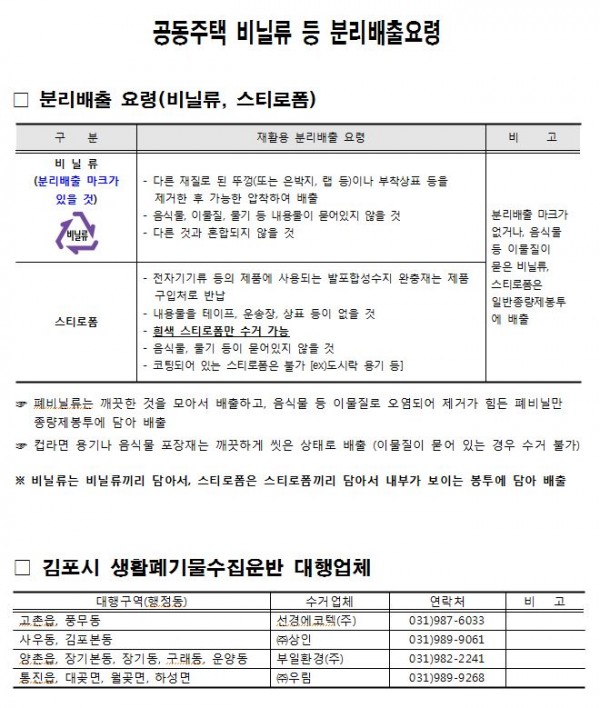 공동주택 비닐류 등 분리배출요령
□ 분리배출 요령(비닐류, 스티로폼)
구 분 재활용 분리배출 요령 비 고
비 닐 류
(분리배출 마크가
있을 것)
비닐류
- 다른 재질로 된 뚜껑(또는 은박지, 랩 등)이나 부착상표 등을
제거한 후 가능한 압착하여 배출
- 음식물, 이물질, 물기 등 내용물이 묻어있지 않을 것
- 다른 것과 혼합되지 않을 것
스티로폼
- 전자기기류 등의 제품에 사용되는 발포합성수지 완충재는 제품
구입처로 반납
- 내용물을 테이프, 운송장, 상표 등이 없을 것
- 흰색 스티로폼만 수거 가능
- 음식물, 물기 등이 묻어있지 않을 것
- 코팅되어 있는 스티로폼은 불가 [ex)도시락 용기 등]
분리배출 마크가
없거나, 음식물
등 이물질이
묻은 비닐류,
스티로폼은
일반종량제봉투
에 배출
☞ 폐비닐류는 깨끗한 것을 모아서 배출하고, 음식물 등 이물질로 오염되어 제거가 힘든 폐비닐만
종량제봉투에 담아 배출
☞ 컵라면 용기나 음식물 포장재는 깨끗하게 씻은 상태로 배출 (이물질이 묻어 있는 경우 수거 불가)
※ 비닐류는 비닐류끼리 담아서, 스티로폼은 스티로폼끼리 담아서 내부가 보이는 봉투에 담아 배출
□ 김포시 생활폐기물수집운반 대행업체
대행구역(행정동) 수거업체 연락처 비 고
고촌읍, 풍무동 선경에코텍(주) 031)987-6033
사우동, 김포본동 ㈜상인 031)989-9061
양촌읍, 장기본동, 장기동, 구래동, 운양동 부일환경(주) 031)982-2241
통진읍, 대곶면, 월곶면, 하성면 ㈜우림 031)989-9268